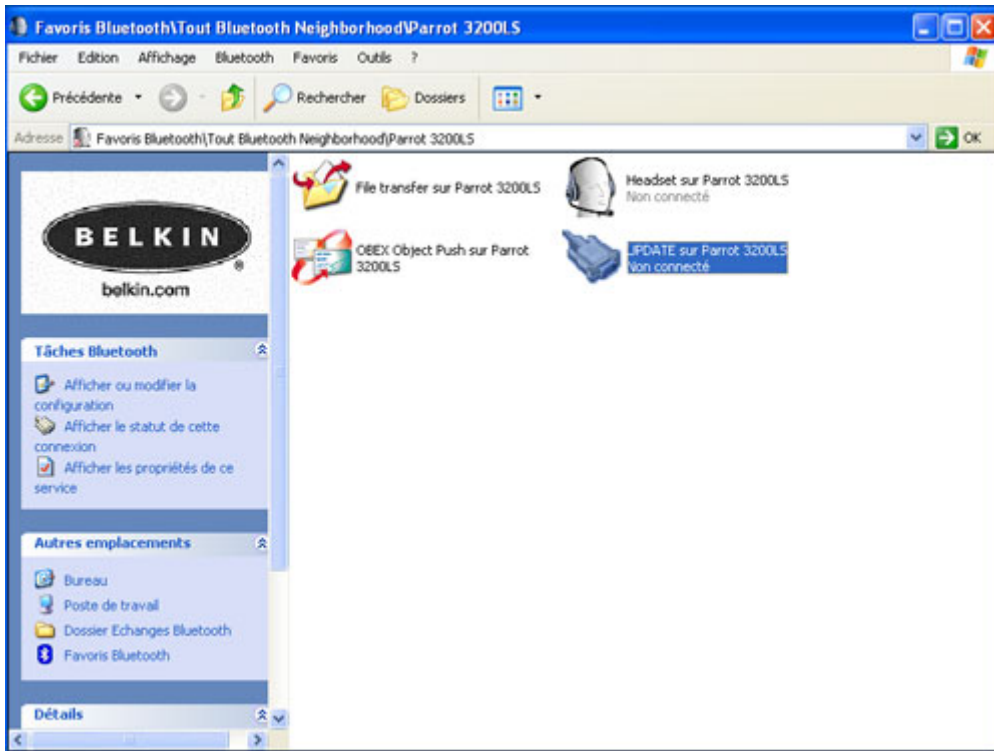 Favoris Bluetooth\Tout Bluetooth Neighborhood\Parrot 3200LS
Fichier Edition Affichage Bluetooth Favoris Outils ?
Précédente Rechercher Dossiers
Adresse Favoris Bluetooth\Tout Bluetooth Neighborhood\Parrot 3200LS OK
BELKIN
®
belkin.com
Tâches Bluetooth
Afficher ou modifier la
configuration
Afficher le statut de cette
connexion
Afficher les propriétés de ce
service
Autres emplacements
Bureau
Poste de travail
Dossier Echanges Bluetooth
Favoris Bluetooth
Détails
File transfer sur Parrot 3200LS
Headset sur Parrot 3200LS
Non connecté
OBEX Object Push sur Parrot
3200LS
UPDATE sur Parrot 3200LS
Non connecté